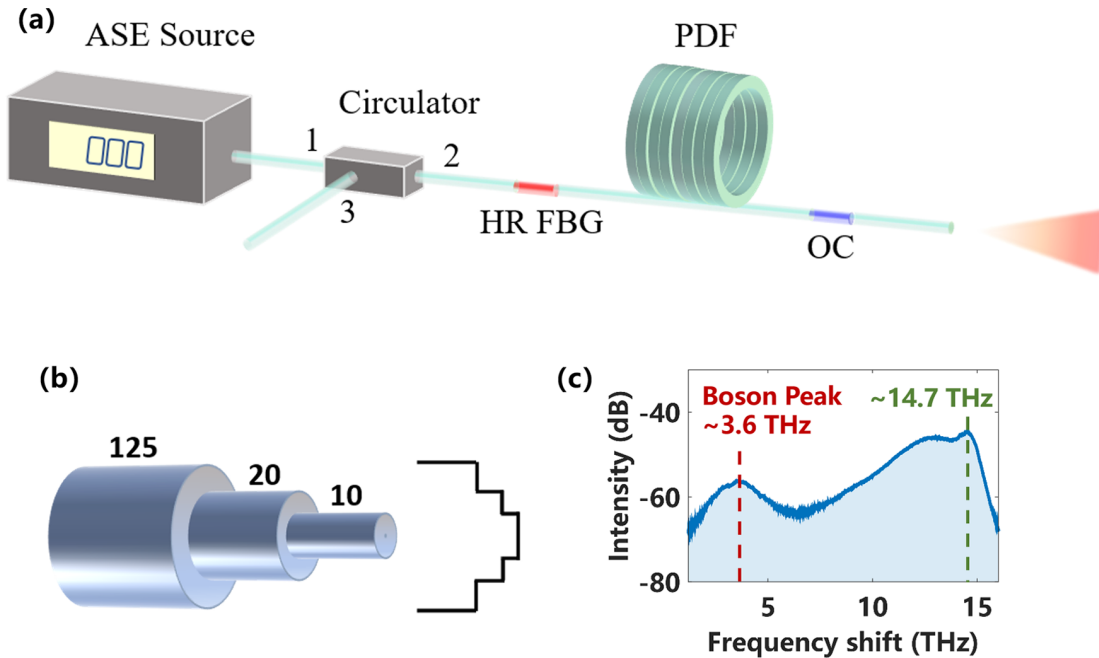 (a)
ASE Source
000
Circulator
1
2
3
HR FBG
PDF
OC
(b)
125
20
10
(c)
Boson Peak
~3.6 THz
~14.7 THz
Intensity (dB)
-40
-60
-80
5
10
15
Frequency shift (THz)